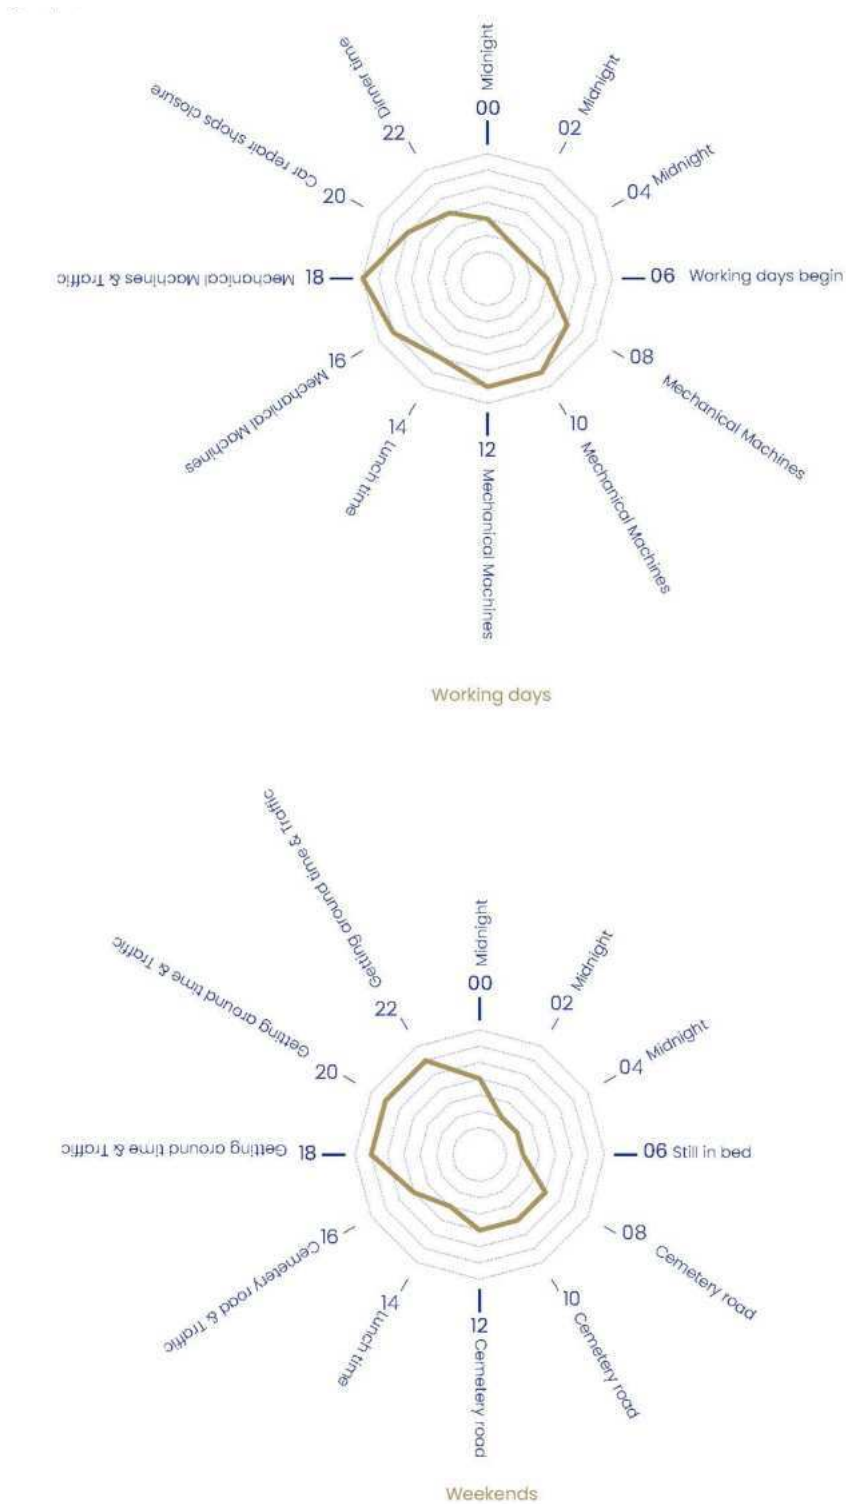 00 Midnight
02 Midnight
04 Midnight
06 Working days begin
08 Mechanical Machines
10 Mechanical Machines
12 Mechanical Machines
14 Lunch time
16 Mechanical Machines
18 Mechanical Machines & Traffic
20 Car repair shops closure
22 Dinner time
Working days
00 Midnight
02 Midnight
04 Midnight
06 Still in bed
08 Cemetery road
10 Cemetery road
12 Cemetery road
14 Lunch time
16 Cemetery road & Traffic
18 Getting around time & Traffic
20 Getting around time & Traffic
22 Getting around time & Traffic
Weekends